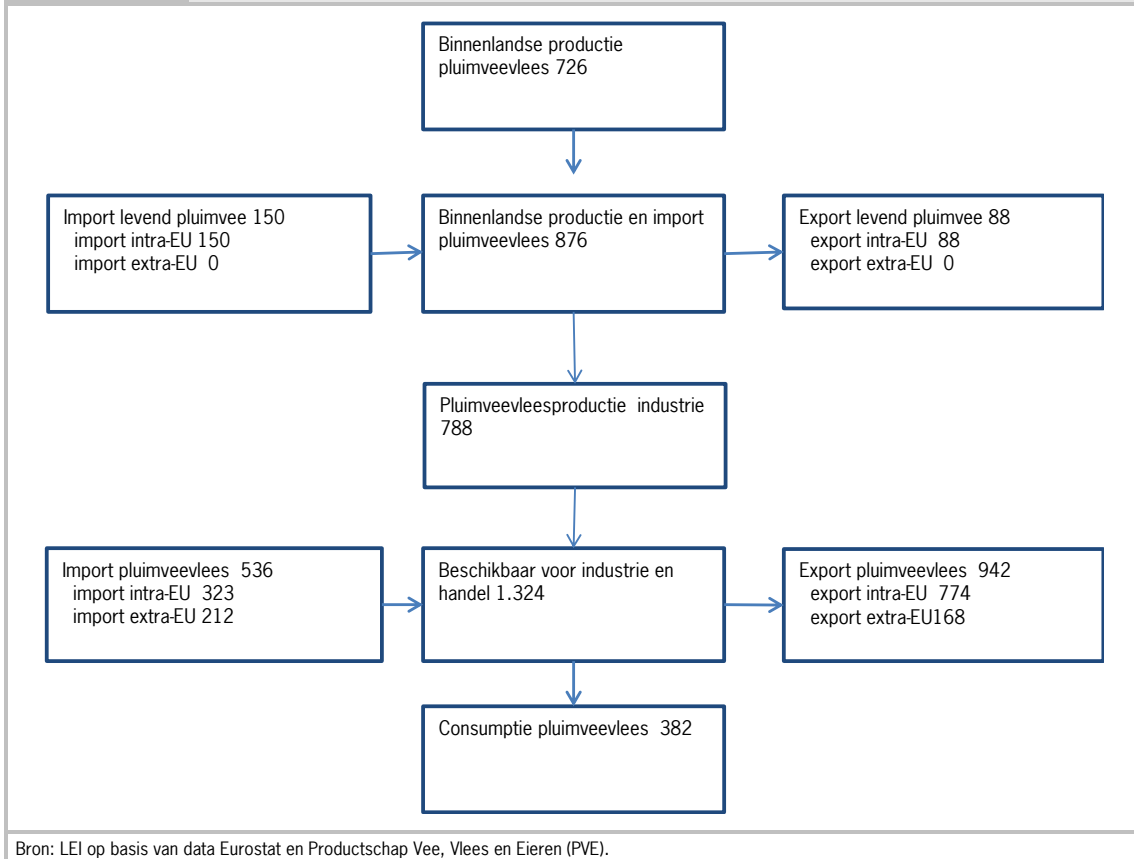 Binnenlandse productie
pluimveevlees 726
Import levend pluimvee 150
import intra-EU 150
import extra-EU 0
Binnenlandse productie en import
pluimveevlees 876
Export levend pluimvee 88
export intra-EU 88
export extra-EU 0
Pluimveevleesproductie industrie
788
Import pluimveevlees 536
import intra-EU 323
import extra-EU 212
Beschikbaar voor industrie en
handel 1.324
Export pluimveevlees 942
export intra-EU 774
export extra-EU168
Consumptie pluimveevlees 382
Bron: LEI op basis van data Eurostat en Productschap Vee, Vlees en Eieren (PVE).